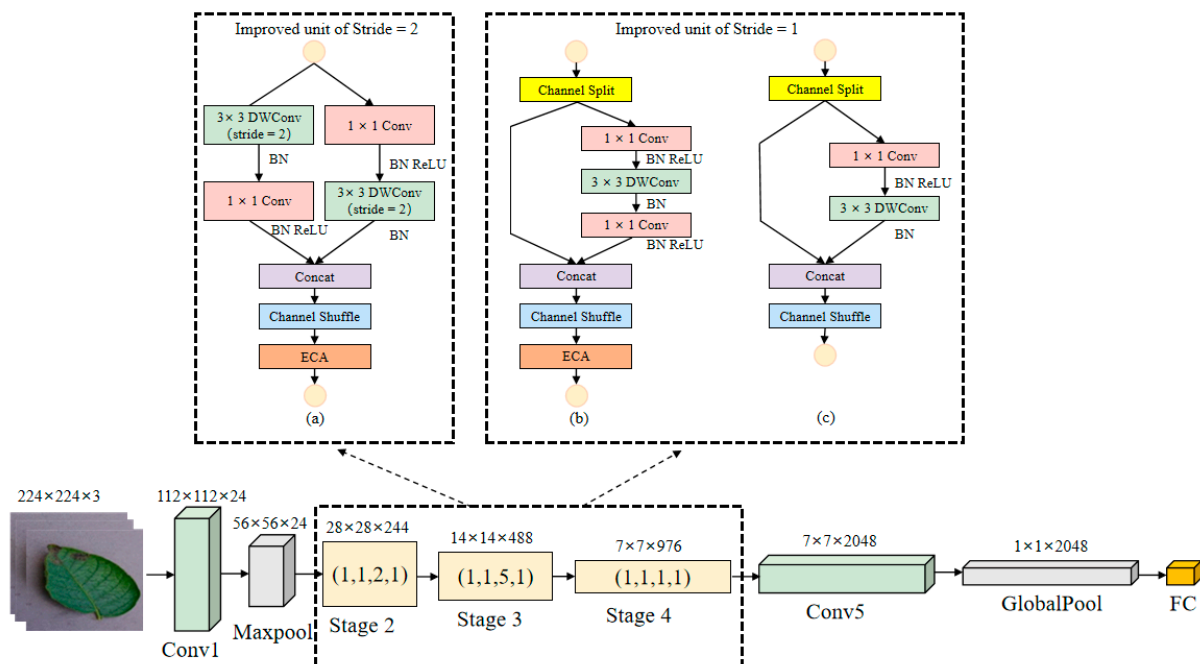 Improved unit of Stride = 2
3× 3 DWConv
(stride = 2)
1 × 1 Conv
BN
BN ReLU
1 × 1 Conv
3× 3 DWConv
(stride = 2)
BN ReLU
BN
Concat
Channel Shuffle
ECA
(a)
Improved unit of Stride = 1
Channel Split
1 × 1 Conv
BN ReLU
3 × 3 DWConv
BN
1 × 1 Conv
BN ReLU
Concat
Channel Shuffle
ECA
(b)
Channel Split
1 × 1 Conv
BN ReLU
3 × 3 DWConv
BN
Concat
Channel Shuffle
(c)
224×224×3
112×112×24
Conv1
56×56×24
Maxpool
28×28×244
(1,1,2,1)
Stage 2
14×14×488
(1,1,5,1)
Stage 3
7×7×976
(1,1,1,1)
Stage 4
7×7×2048
Conv5
1×1×2048
GlobalPool
FC